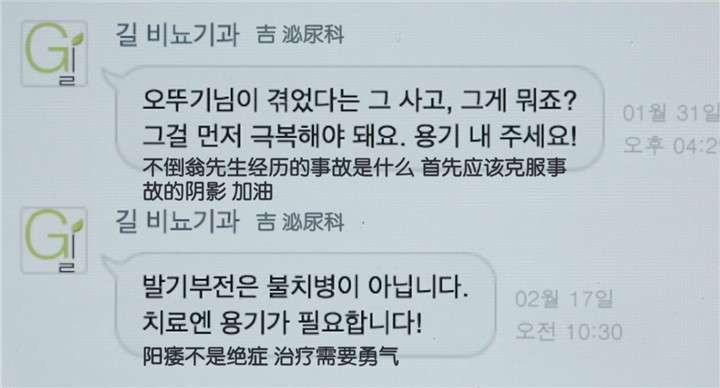 Gil
길
길 비뇨기과 吉 泌尿科
오뚜기님이 겪었다는 그 사고, 그게 뭐죠?
그걸 먼저 극복해야 돼요. 용기 내 주세요!
01월 31일
오후 04:2
不倒翁先生经历的事故是什么 首先应该克服事
故的阴影 加油
Gil
길
길 비뇨기과 吉 泌尿科
발기부전은 불치병이 아닙니다.
치료엔 용기가 필요합니다!
02월 17일
오전 10:30
阳痿不是绝症 治疗需要勇气